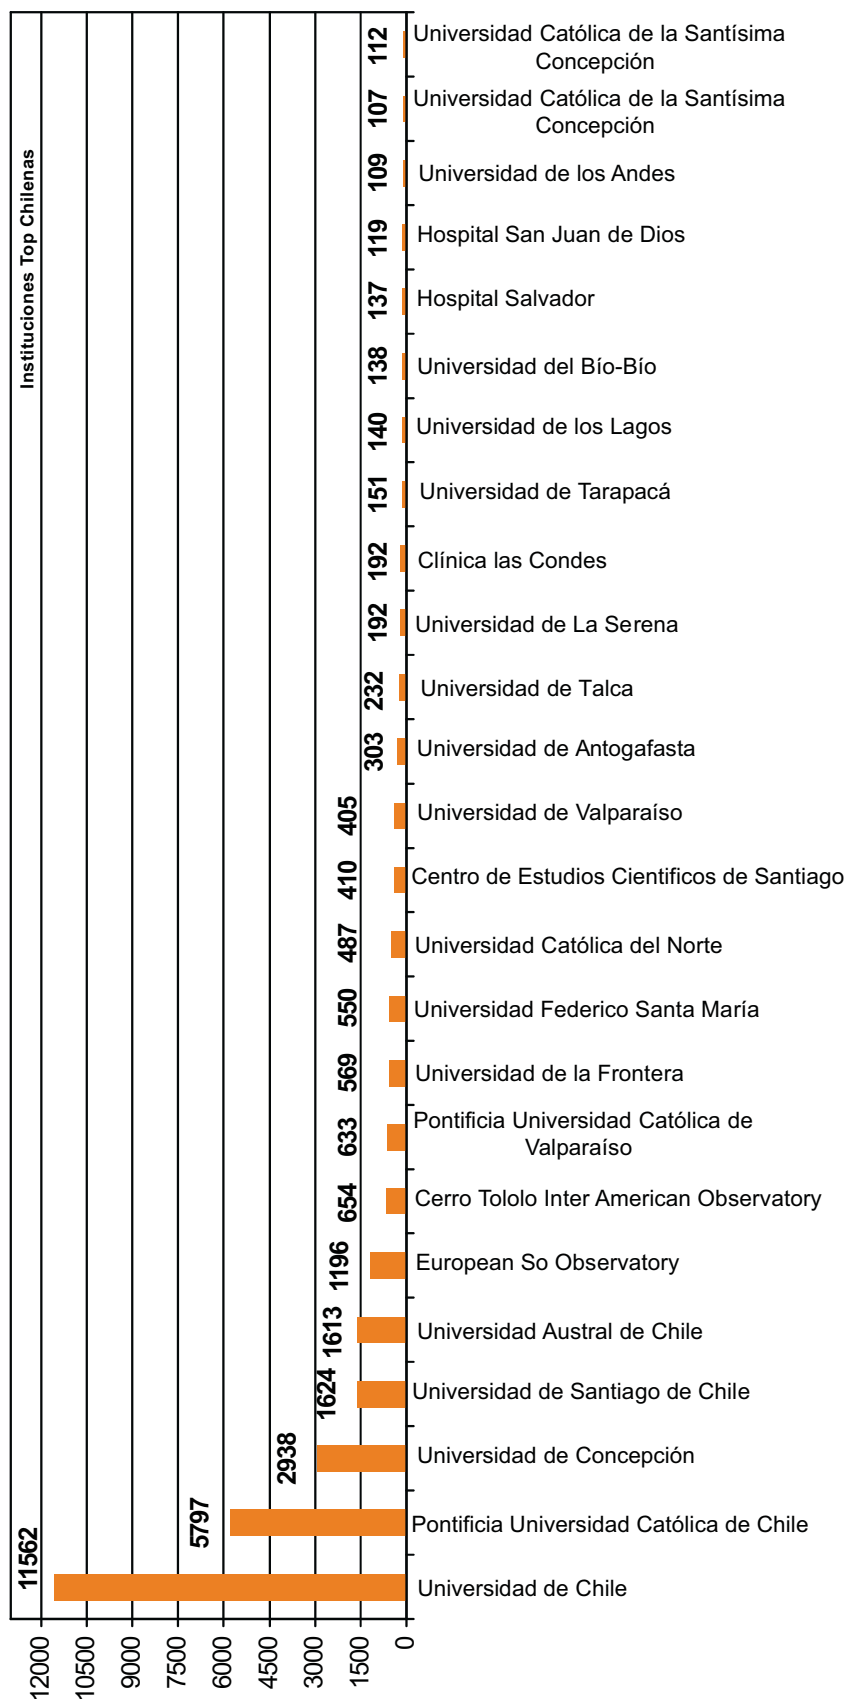 112
Universidad Católica de la Santísima
Concepción
107
Universidad Católica de la Santísima
Concepción
Instituciones Top Chilenas
109
Universidad de los Andes
119
Hospital San Juan de Dios
137
Hospital Salvador
138
Universidad del Bío-Bío
140
Universidad de los Lagos
151
Universidad de Tarapacá
192
Clínica las Condes
192
Universidad de La Serena
232
Universidad de Talca
303
Universidad de Antogafasta
405
Universidad de Valparaíso
410
Centro de Estudios Cientificos de Santiago
487
Universidad Católica del Norte
550
Universidad Federico Santa María
569
Universidad de la Frontera
633
Pontificia Universidad Católica de
Valparaíso
654
Cerro Tololo Inter American Observatory
1196
European So Observatory
1613
Universidad Austral de Chile
1624
Universidad de Santiago de Chile
2938
Universidad de Concepción
5797
Pontificia Universidad Católica de Chile
11562
Universidad de Chile
12000
10500
9000
7500
6000
4500
3000
1500
0